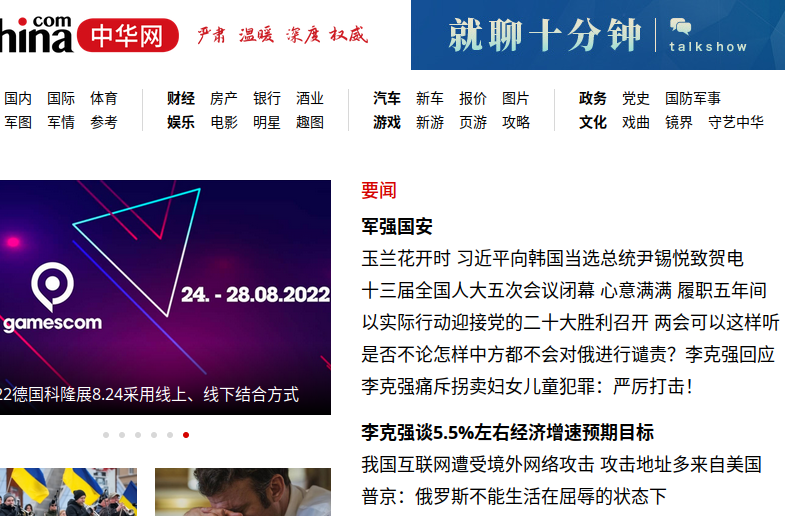 china com 中华网 严肃 温暖 深度 权威
就聊十分钟
talkshow
国内 国际 体育 财经 房产 银行 酒业 汽车 新车 报价 图片 政务 党史 国防军事
军图 军情 参考 娱乐 电影 明星 趣图 游戏 新游 页游 攻略 文化 戏曲 镜界 守艺中华
24. - 28.08.2022
gamescom
22德国科隆展8.24采用线上、线下结合方式
要闻
军强国安
玉兰花开时 习近平向韩国当选总统尹锡悦致贺电
十三届全国人大五次会议闭幕 心意满满 履职五年间
以实际行动迎接党的二十大胜利召开 两会可以这样听
是否不论怎样中方都不会对俄进行谴责？李克强回应
李克强痛斥拐卖妇女儿童犯罪：严厉打击！
李克强谈5.5%左右经济增速预期目标
我国互联网遭受境外网络攻击 攻击地址多来自美国
普京：俄罗斯不能生活在屈辱的状态下